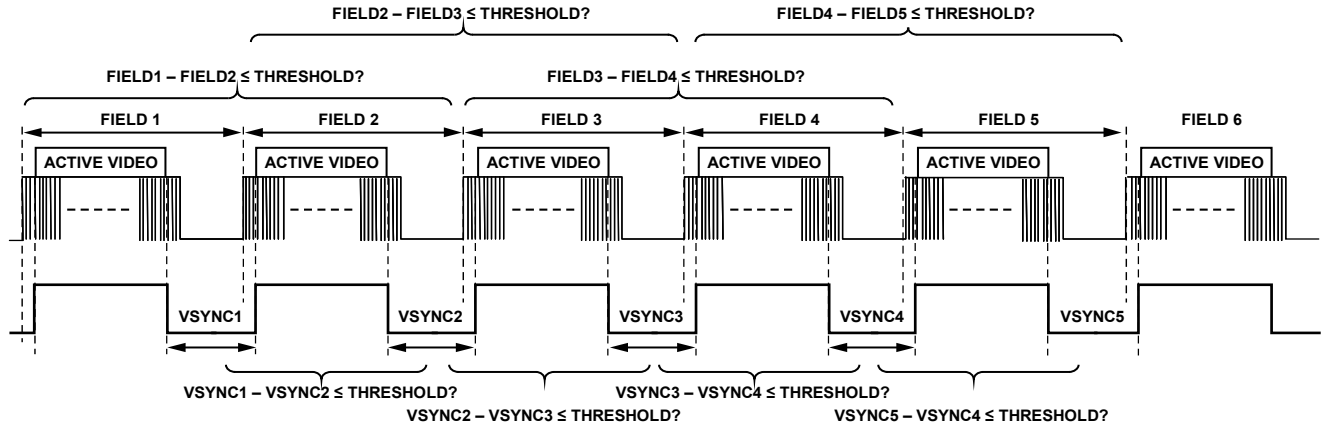 FIELD2 – FIELD3 ≤ THRESHOLD?
FIELD4 – FIELD5 ≤ THRESHOLD?
FIELD1 – FIELD2 ≤ THRESHOLD?
FIELD3 – FIELD4 ≤ THRESHOLD?
FIELD 1
FIELD 2
FIELD 3
FIELD 4
FIELD 5
FIELD 6
ACTIVE VIDEO
ACTIVE VIDEO
ACTIVE VIDEO
ACTIVE VIDEO
ACTIVE VIDEO
ACTIVE VIDEO
VSYNC1
VSYNC2
VSYNC3
VSYNC4
VSYNC5
VSYNC1 – VSYNC2 ≤ THRESHOLD?
VSYNC3 – VSYNC4 ≤ THRESHOLD?
VSYNC2 – VSYNC3 ≤ THRESHOLD?
VSYNC5 – VSYNC4 ≤ THRESHOLD?